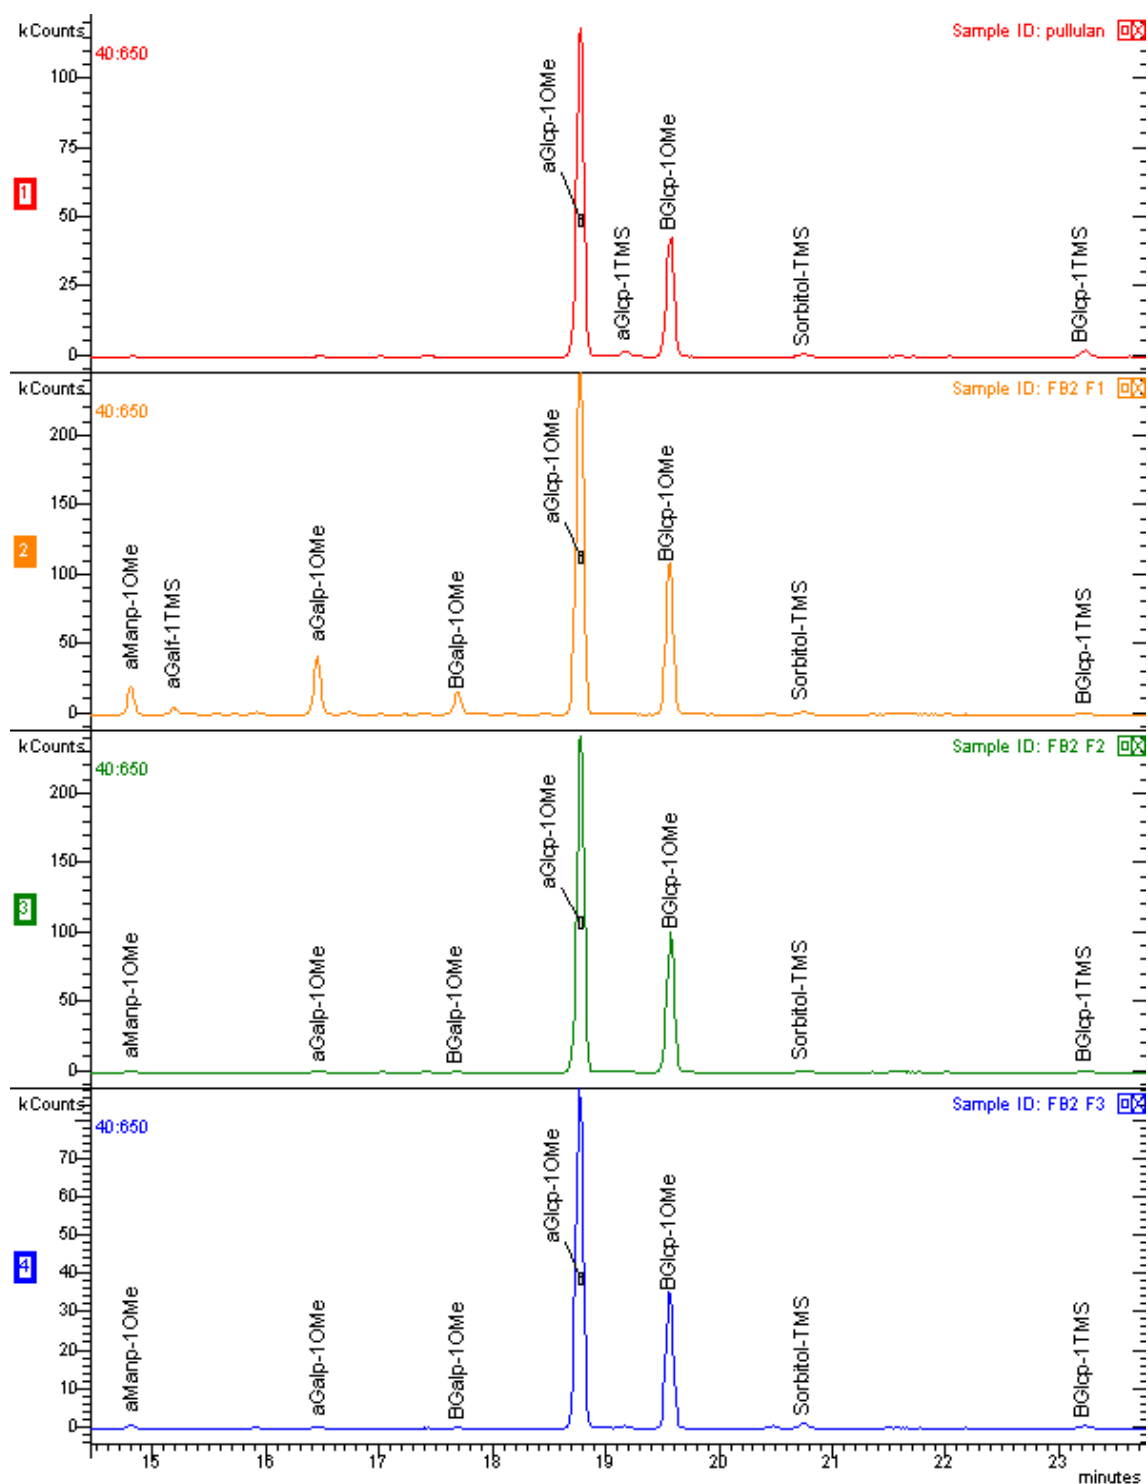 kCounts
Sample ID: pullulan
40:650
100
75
50
25
0
1
aGlcp-1OMe
aGlcp-1TMS
BGlcp-1OMe
Sorbitol-TMS
BGlcp-1TMS
kCounts
Sample ID: FB2 F1
40:650
200
150
100
50
0
2
aManp-1OMe
aGalf-1TMS
aGalp-1OMe
BGalp-1OMe
aGlcp-1OMe
BGlcp-1OMe
Sorbitol-TMS
BGlcp-1TMS
kCounts
Sample ID: FB2 F2
40:650
200
150
100
50
0
3
aManp-1OMe
aGalp-1OMe
BGalp-1OMe
aGlcp-1OMe
BGlcp-1OMe
Sorbitol-TMS
BGlcp-1TMS
kCounts
Sample ID: FB2 F3
40:650
70
60
50
40
30
20
10
0
4
aManp-1OMe
aGalp-1OMe
BGalp-1OMe
aGlcp-1OMe
BGlcp-1OMe
Sorbitol-TMS
BGlcp-1TMS
15 16 17 18 19 20 21 22 23
minutes